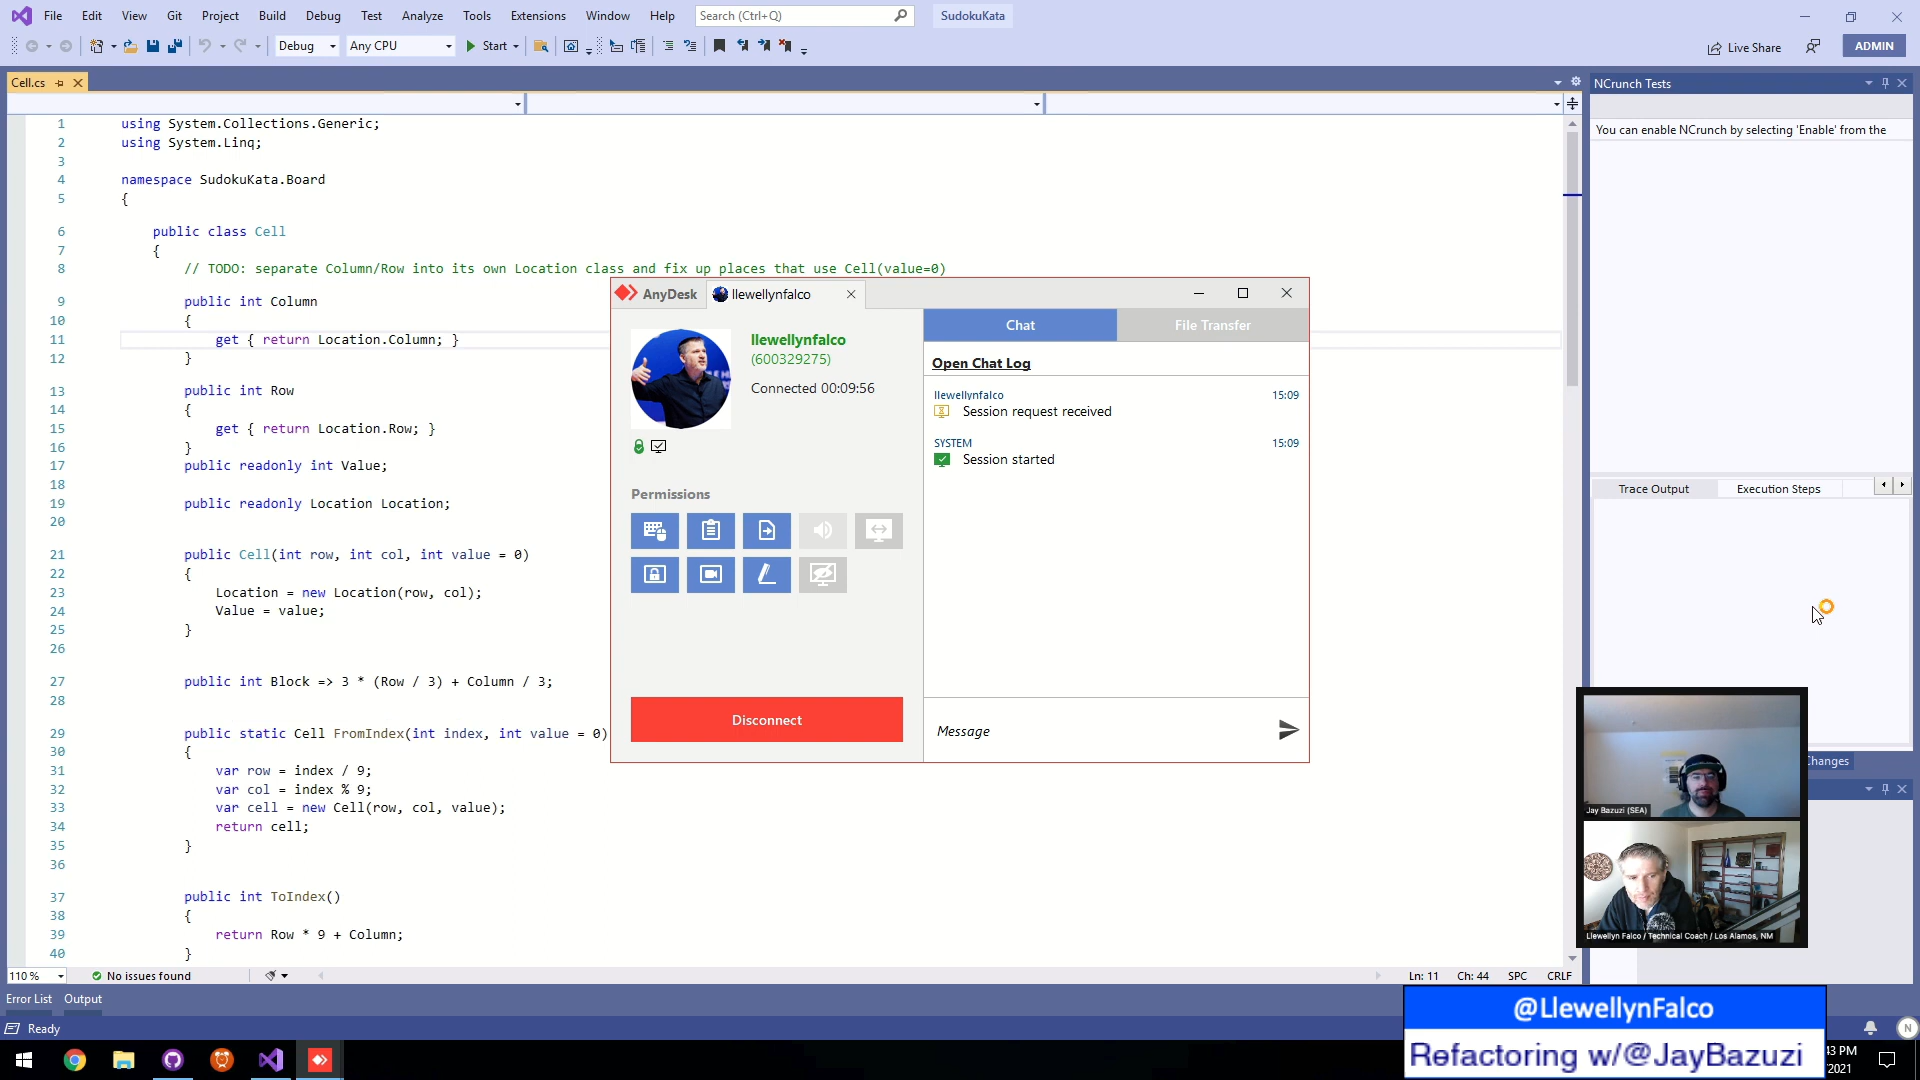 File Edit View Git Project Build Debug Test Analyze Tools Extensions Window Help Search (Ctrl+Q) SudokuKata
Debug Any CPU Start Live Share ADMIN
Cell.cs
NCrunch Tests
You can enable NCrunch by selecting 'Enable' from the
1 using System.Collections.Generic;
2 using System.Linq;
3
4 namespace SudokuKata.Board
5 {
6 public class Cell
7 {
8 // TODO: separate Column/Row into its own Location class and fix up places that use Cell(value=0)
9 public int Column
10 {
11 get { return Location.Column; }
12 }
13 public int Row
14 {
15 get { return Location.Row; }
16 }
17 public readonly int Value;
18
19 public readonly Location Location;
20
21 public Cell(int row, int col, int value = 0)
22 {
23 Location = new Location(row, col);
24 Value = value;
25 }
26
27 public int Block => 3 * (Row / 3) + Column / 3;
28
29 public static Cell FromIndex(int index, int value = 0)
30 {
31 var row = index / 9;
32 var col = index % 9;
33 var cell = new Cell(row, col, value);
34 return cell;
35 }
36
37 public int ToIndex()
38 {
39 return Row * 9 + Column;
40 }
AnyDesk llewellynfalco
llewellynfalco
(600329275)
Connected 00:09:56
Permissions
Disconnect
Chat File Transfer
Open Chat Log
llewellynfalco 15:09
Session request received
SYSTEM 15:09
Session started
Message
Trace Output Execution Steps
Changes
Jay Bazuzi (SEA)
Llewellyn Falco / Technical Coach / Los Alamos, NM
110 % No issues found Ln: 11 Ch: 44 SPC CRLF
Error List Output
Ready
N
@LlewellynFalco
Refactoring w/@JayBazuzi
43 PM
2021